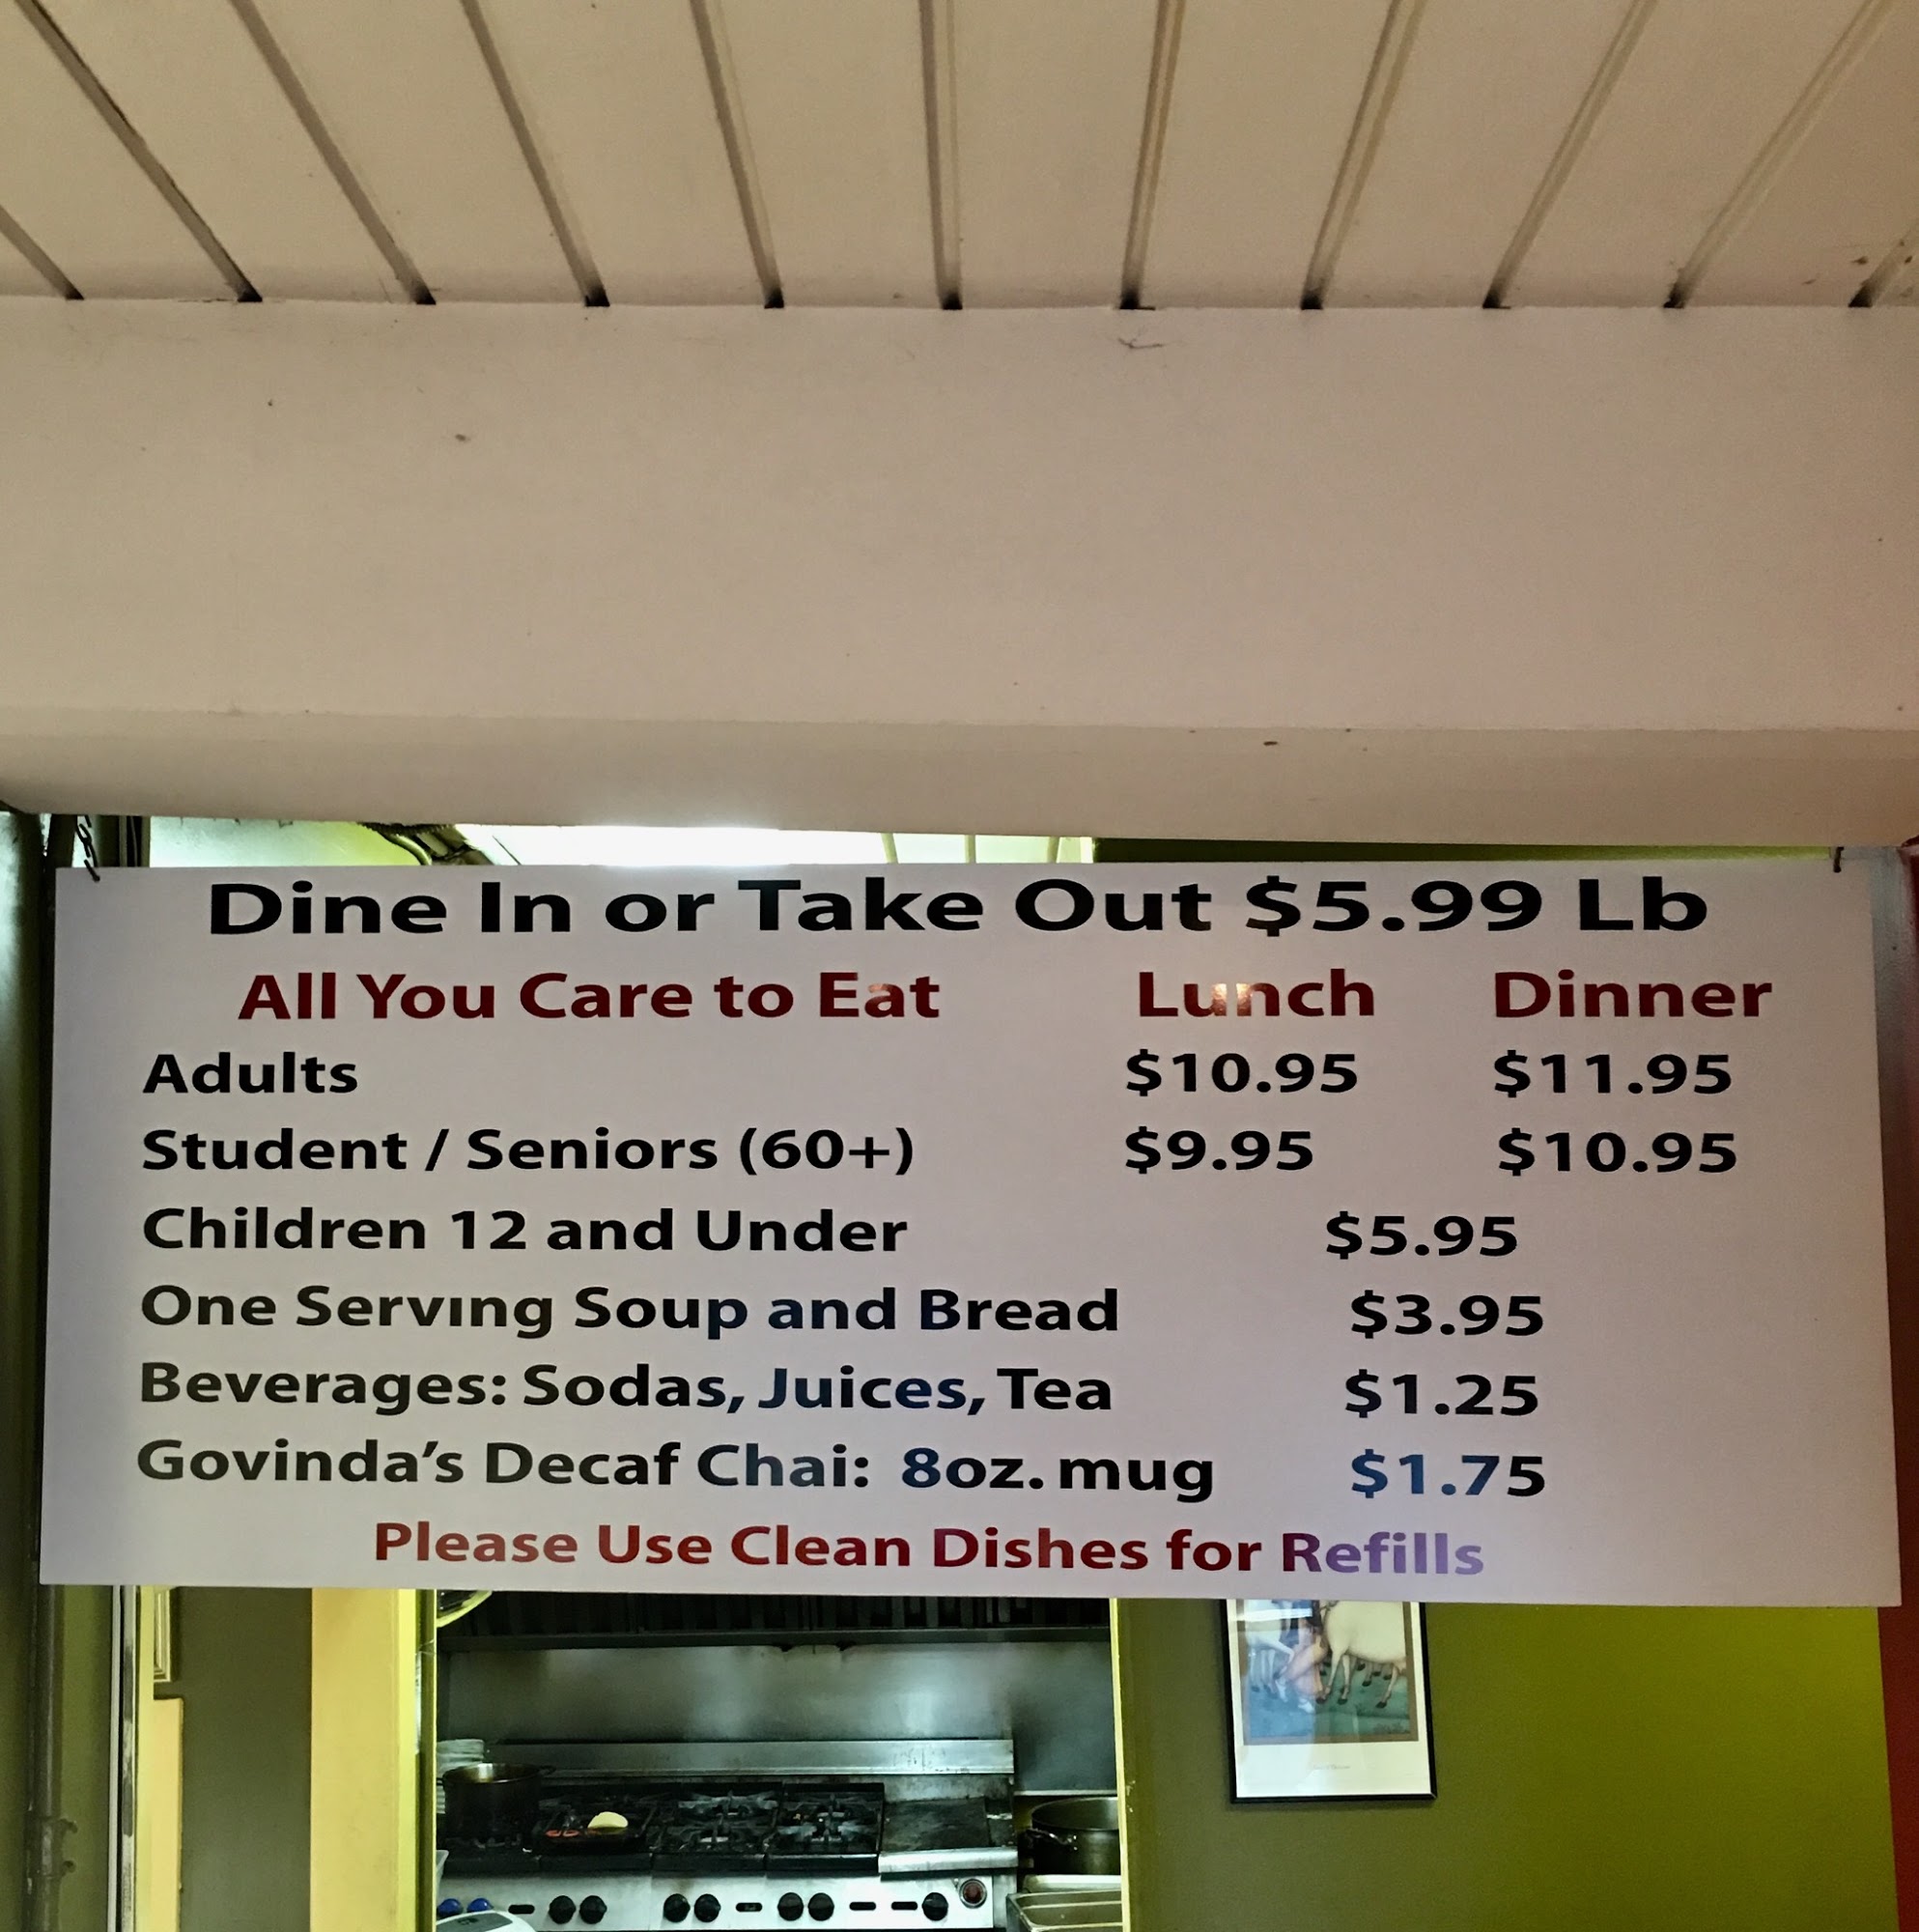 Dine In or Take Out $5.99 Lb
All You Care to Eat Lunch Dinner
Adults $10.95 $11.95
Student / Seniors (60+) $9.95 $10.95
Children 12 and Under $5.95
One Serving Soup and Bread $3.95
Beverages: Sodas, Juices, Tea $1.25
Govinda's Decaf Chai: 8oz. mug $1.75
Please Use Clean Dishes for Refills